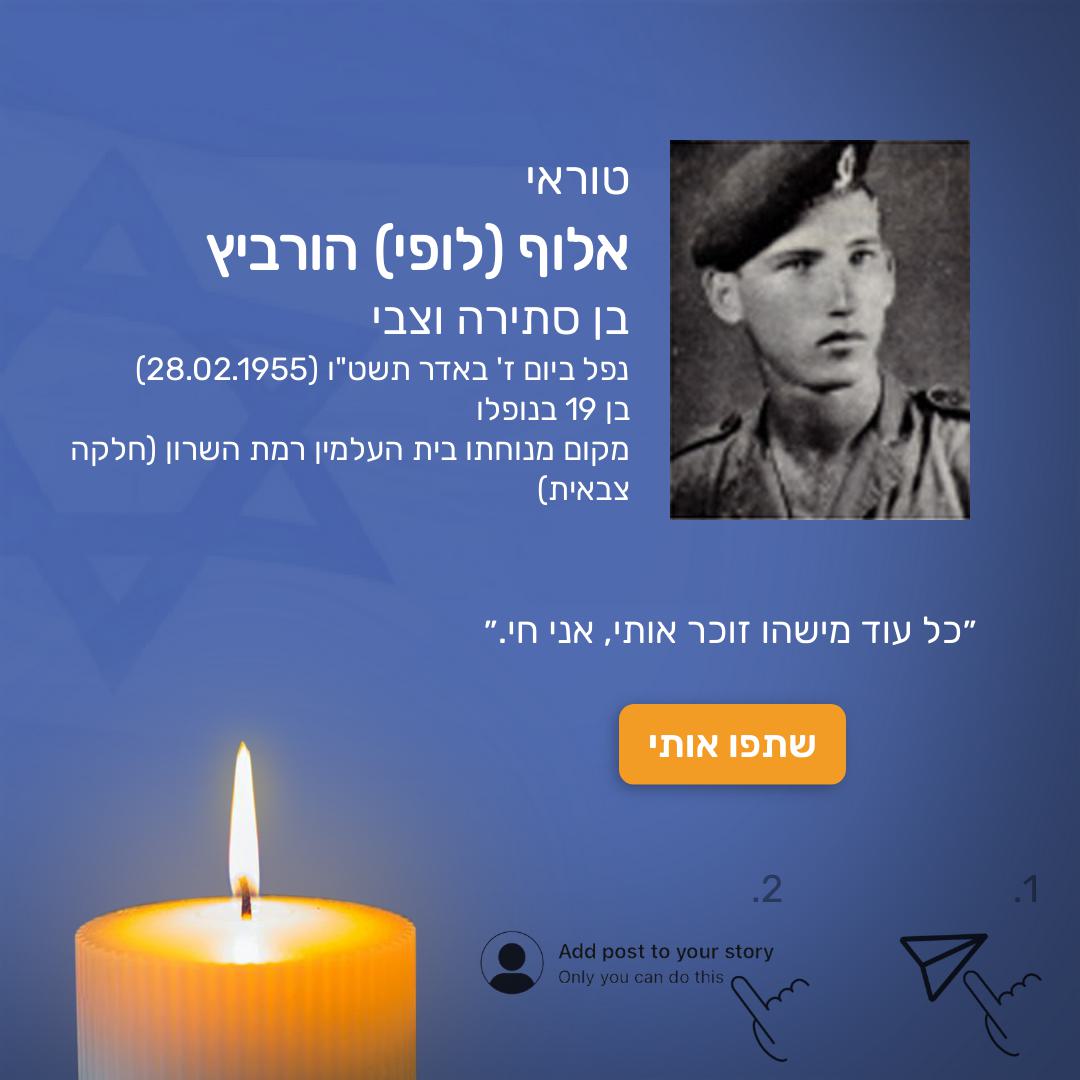 טוראי
אלוף (לופי) הורביץ
בן סתירה וצבי
נפל ביום ז' באדר תשט"ו (28.02.1955)
בן 19 בנופלו
מקום מנוחתו בית העלמין רמת השרון (חלקה
צבאית)
״כל עוד מישהו זוכר אותי, אני חי.״
שתפו אותי
.1
.2
Add post to your story
Only you can do this